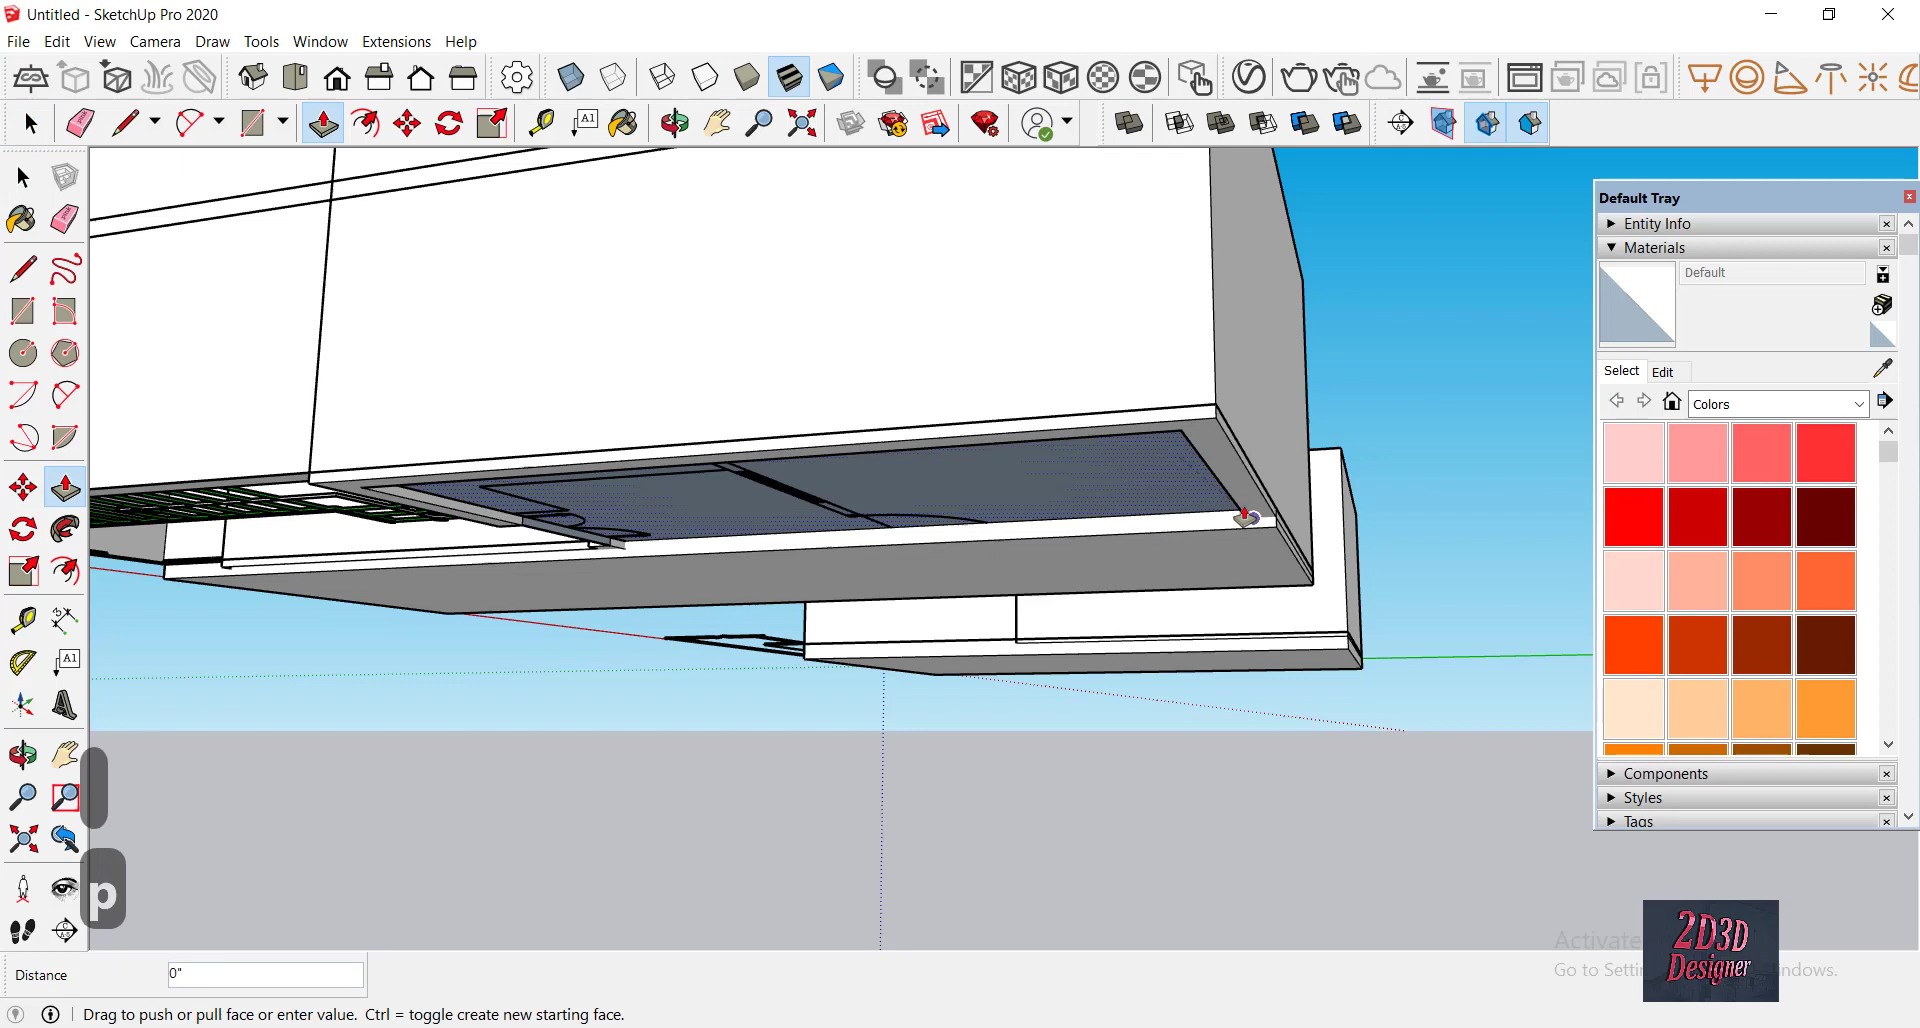 Untitled - SketchUp Pro 2020
File Edit View Camera Draw Tools Window Extensions Help
A1
Default Tray
Entity Info
Materials
Default
Select Edit
Colors
A1
Components
Styles
Tags
p
Activate
Go to Setti ndows.
2D3D
Designer
Distance 0"
Drag to push or pull face or enter value. Ctrl = toggle create new starting face.